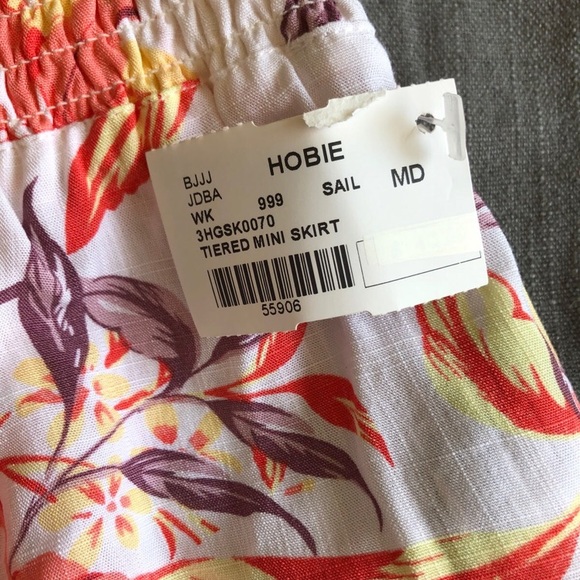 HOBIE
BJJJ
JDBA
WK 999 SAIL MD
3HGSK0070
TIERED MINI SKIRT
55906